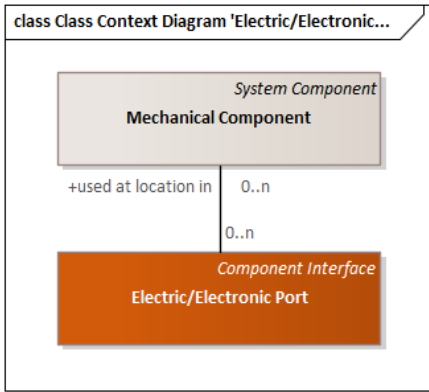 class Class Context Diagram 'Electric/Electronic...
System Component
Mechanical Component
+used at location in 0..n
0..n
Component Interface
Electric/Electronic Port